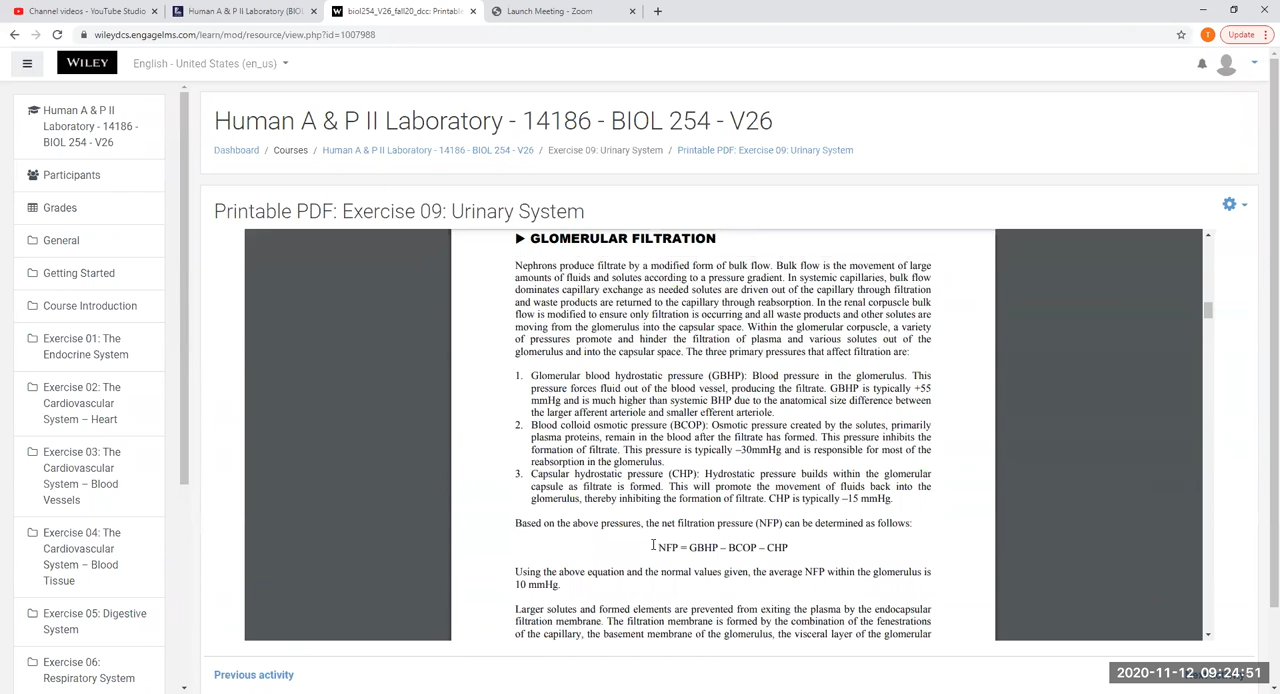 Channel videos - YouTube Studio
Human A & P II Laboratory (BIOL
biol254_V26_fall20_dcc: Printable
Launch Meeting - Zoom
wileydcs.engagelms.com/learn/mod/resource/view.php?id=1007988
T
Update
WILEY
English - United States (en_us)
Human A & P II
Laboratory - 14186 -
BIOL 254 - V26
Participants
Grades
General
Getting Started
Course Introduction
Exercise 01: The
Endocrine System
Exercise 02: The
Cardiovascular
System – Heart
Exercise 03: The
Cardiovascular
System – Blood
Vessels
Exercise 04: The
Cardiovascular
System – Blood
Tissue
Exercise 05: Digestive
System
Exercise 06:
Respiratory System
Human A & P II Laboratory - 14186 - BIOL 254 - V26
Dashboard / Courses / Human A & P II Laboratory - 14186 - BIOL 254 - V26 / Exercise 09: Urinary System / Printable PDF: Exercise 09: Urinary System
Printable PDF: Exercise 09: Urinary System
GLOMERULAR FILTRATION
Nephrons produce filtrate by a modified form of bulk flow. Bulk flow is the movement of large
amounts of fluids and solutes according to a pressure gradient. In systemic capillaries, bulk flow
dominates capillary exchange as needed solutes are driven out of the capillary through filtration
and waste products are returned to the capillary through reabsorption. In the renal corpuscle bulk
flow is modified to ensure only filtration is occurring and all waste products and other solutes are
moving from the glomerulus into the capsular space. Within the glomerular corpuscle, a variety
of pressures promote and hinder the filtration of plasma and various solutes out of the
glomerulus and into the capsular space. The three primary pressures that affect filtration are:
1. Glomerular blood hydrostatic pressure (GBHP): Blood pressure in the glomerulus. This
pressure forces fluid out of the blood vessel, producing the filtrate. GBHP is typically +55
mmHg and is much higher than systemic BHP due to the anatomical size difference between
the larger afferent arteriole and smaller efferent arteriole.
2. Blood colloid osmotic pressure (BCOP): Osmotic pressure created by the solutes, primarily
plasma proteins, remain in the blood after the filtrate has formed. This pressure inhibits the
formation of filtrate. This pressure is typically –30mmHg and is responsible for most of the
reabsorption in the glomerulus.
3. Capsular hydrostatic pressure (CHP): Hydrostatic pressure builds within the glomerular
capsule as filtrate is formed. This will promote the movement of fluids back into the
glomerulus, thereby inhibiting the formation of filtrate. CHP is typically –15 mmHg.
Based on the above pressures, the net filtration pressure (NFP) can be determined as follows:
NFP = GBHP – BCOP – CHP
Using the above equation and the normal values given, the average NFP within the glomerulus is
10 mmHg.
Larger solutes and formed elements are prevented from exiting the plasma by the endocapsular
filtration membrane. The filtration membrane is formed by the combination of the fenestrations
of the capillary, the basement membrane of the glomerulus, the visceral layer of the glomerular
Previous activity
2020-11-12 09:24:51